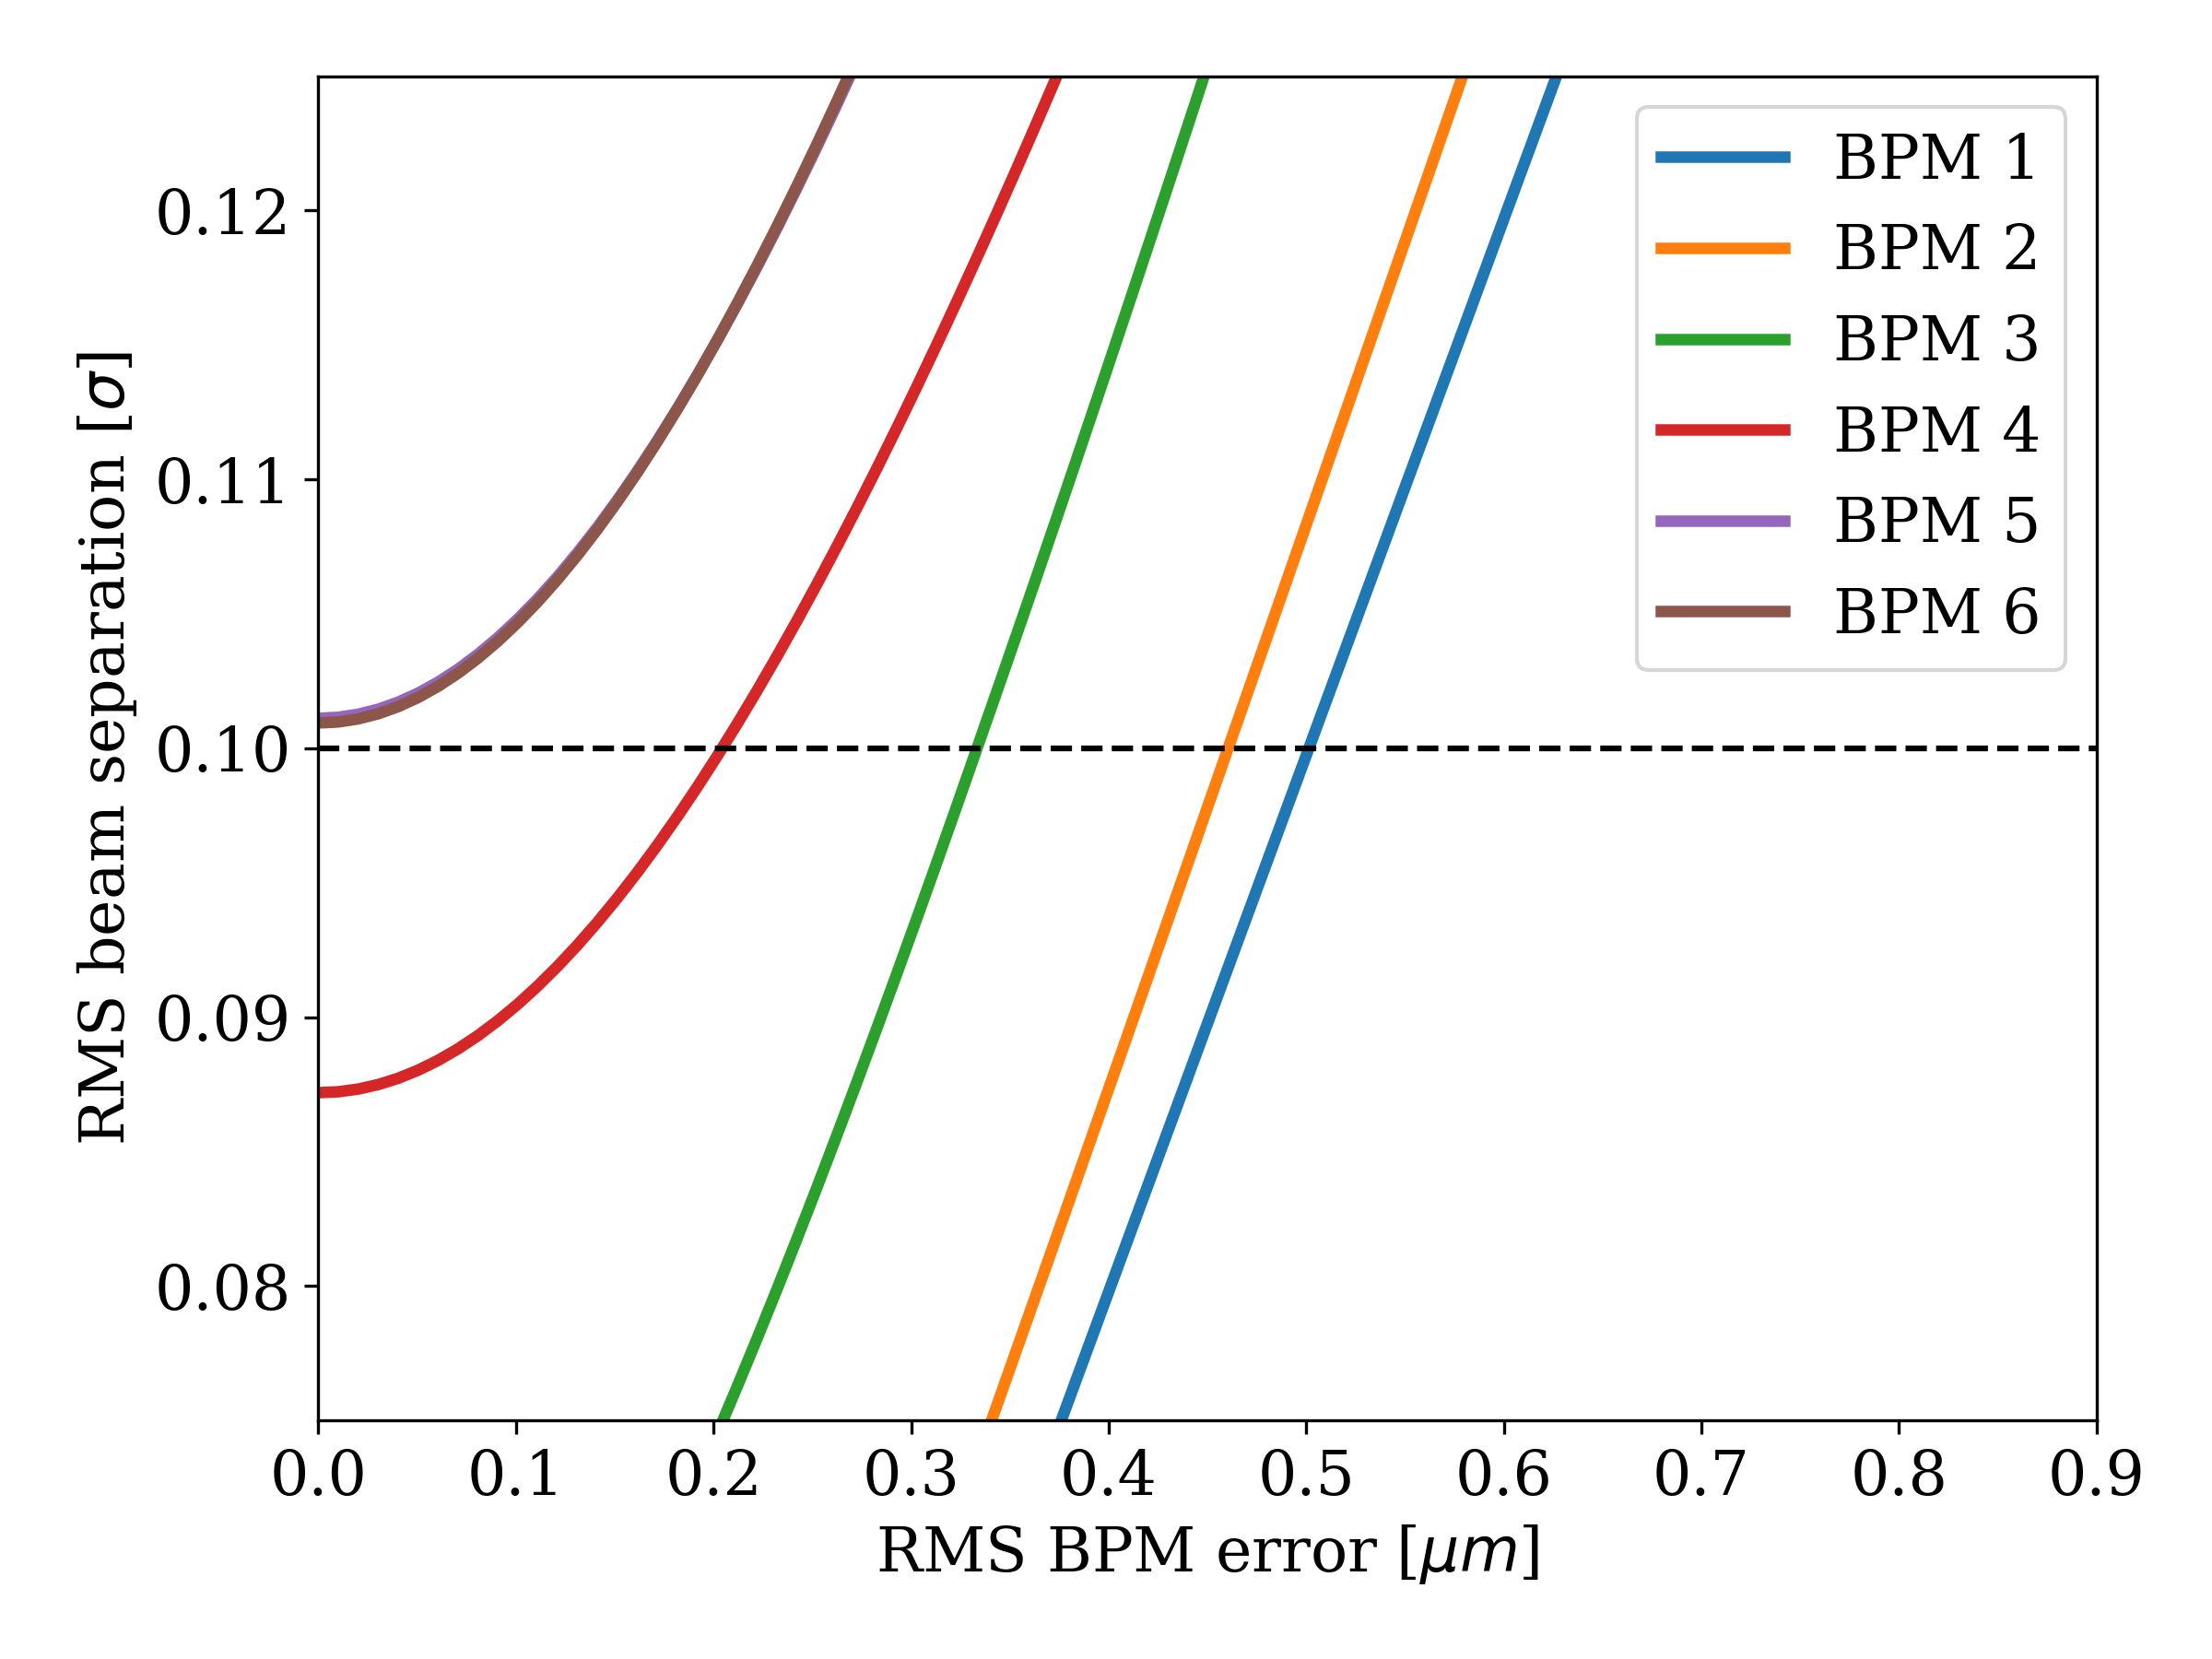 RMS beam separation [σ]
0.12
0.11
0.10
0.09
0.08
BPM 1
BPM 2
BPM 3
BPM 4
BPM 5
BPM 6
0.0 0.1 0.2 0.3 0.4 0.5 0.6 0.7 0.8 0.9
RMS BPM error [μm]